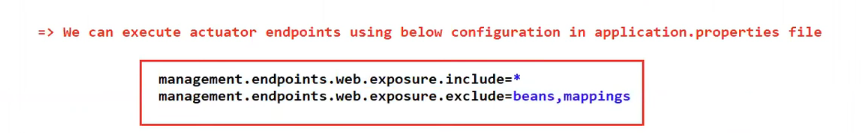 => We can execute actuator endpoints using below configuration in application.properties file
management.endpoints.web.exposure.include=*
management.endpoints.web.exposure.exclude=beans,mappings